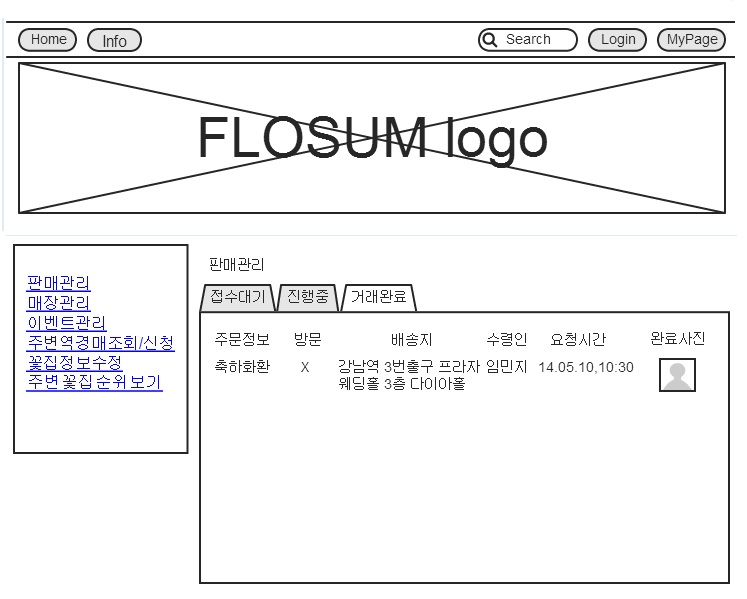 Home Info Search Login MyPage
FLOSUM logo
판매관리
매장관리
이벤트관리
주변역경매조회/신청
꽃집정보수정
주변꽃집순위보기
판매관리
접수대기 진행중 거래완료
주문정보 방문 배송지 수령인 요청시간 완료사진
축하화환 X 강남역 3번출구 프라자 임민지 14.05.10,10:30
웨딩홀 3층 다이아홀